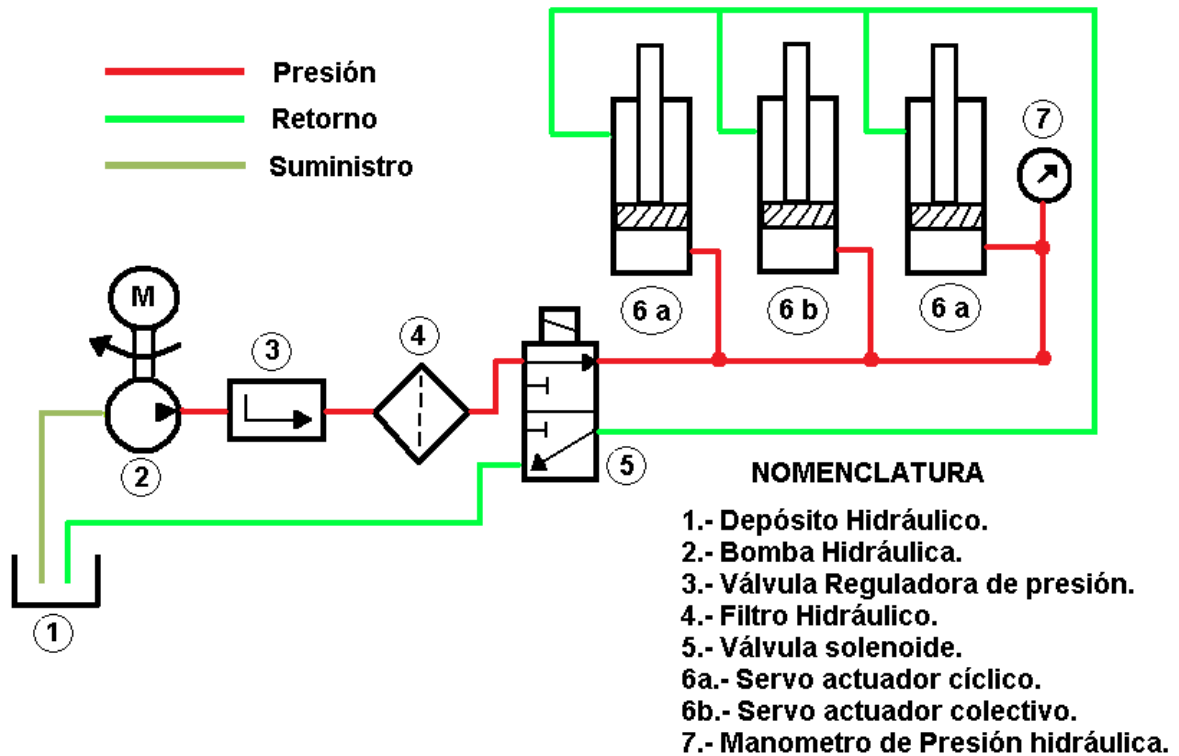 Presión
Retorno
Suministro
7
M
6 a
6 b
6 a
3
4
2
5
1
NOMENCLATURA
1.- Depósito Hidráulico.
2.- Bomba Hidráulica.
3.- Válvula Reguladora de presión.
4.- Filtro Hidráulico.
5.- Válvula solenoide.
6a.- Servo actuador cíclico.
6b.- Servo actuador colectivo.
7.- Manometro de Presión hidráulica.